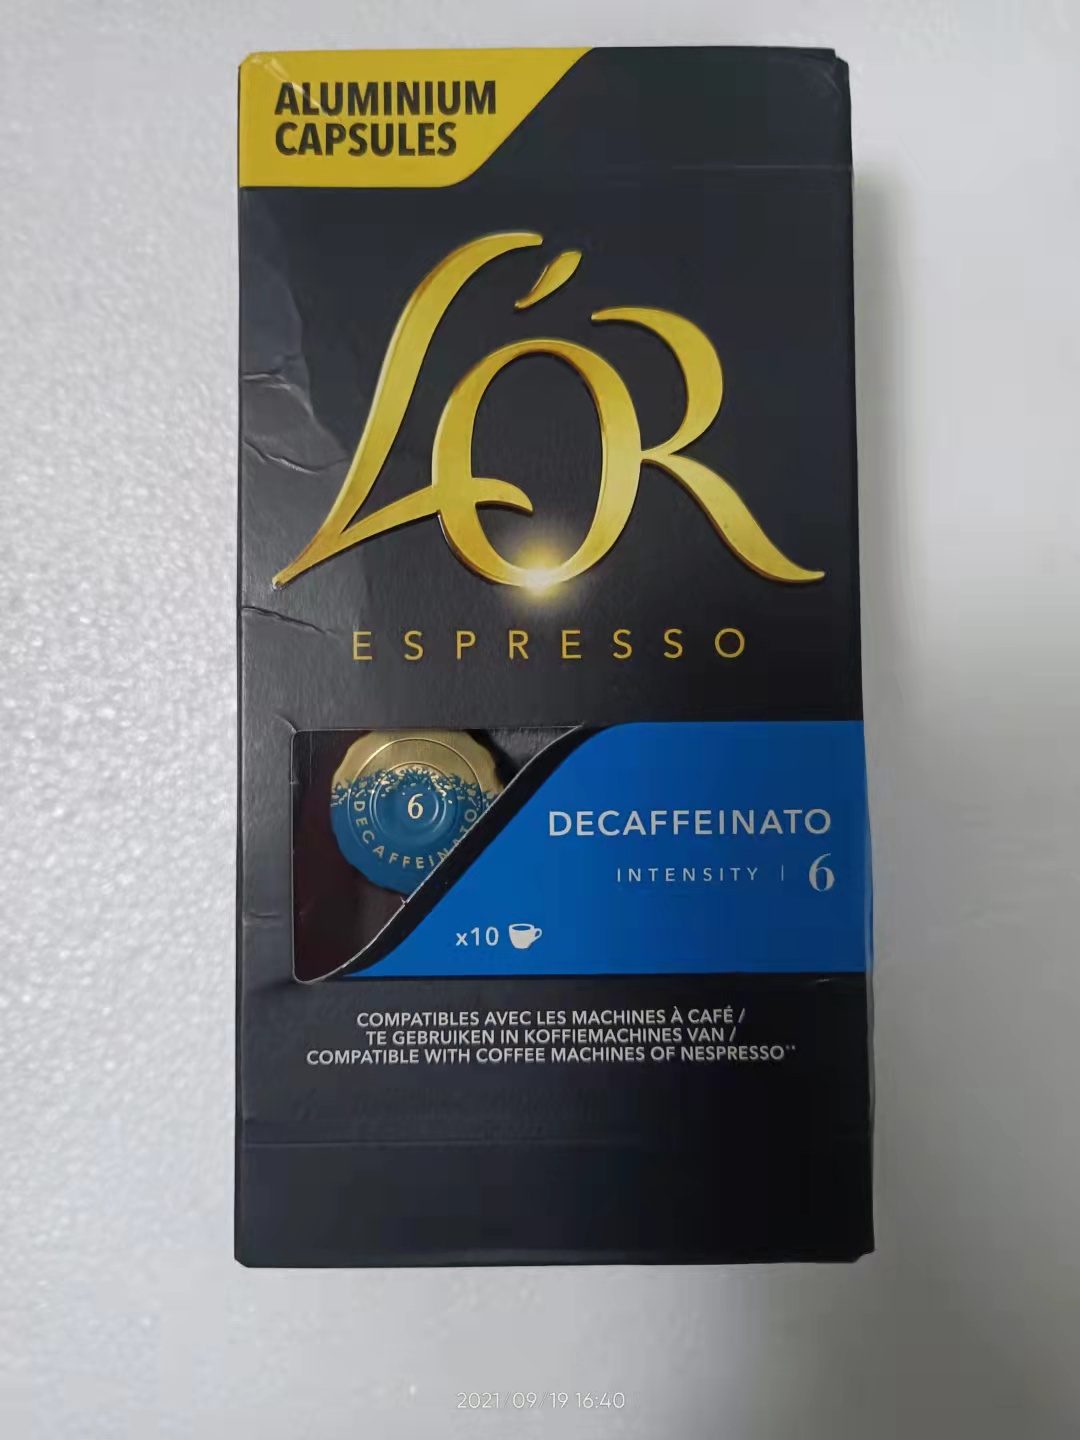 ALUMINIUM
CAPSULES
L'OR
ESPRESSO
6
DECAFFEINATO
DECAFFEINATO
INTENSITY | 6
x10
COMPATIBLES AVEC LES MACHINES À CAFÉ /
TE GEBRUIKEN IN KOFFIEMACHINES VAN /
COMPATIBLE WITH COFFEE MACHINES OF NESPRESSO**
2021/09/19 16:40